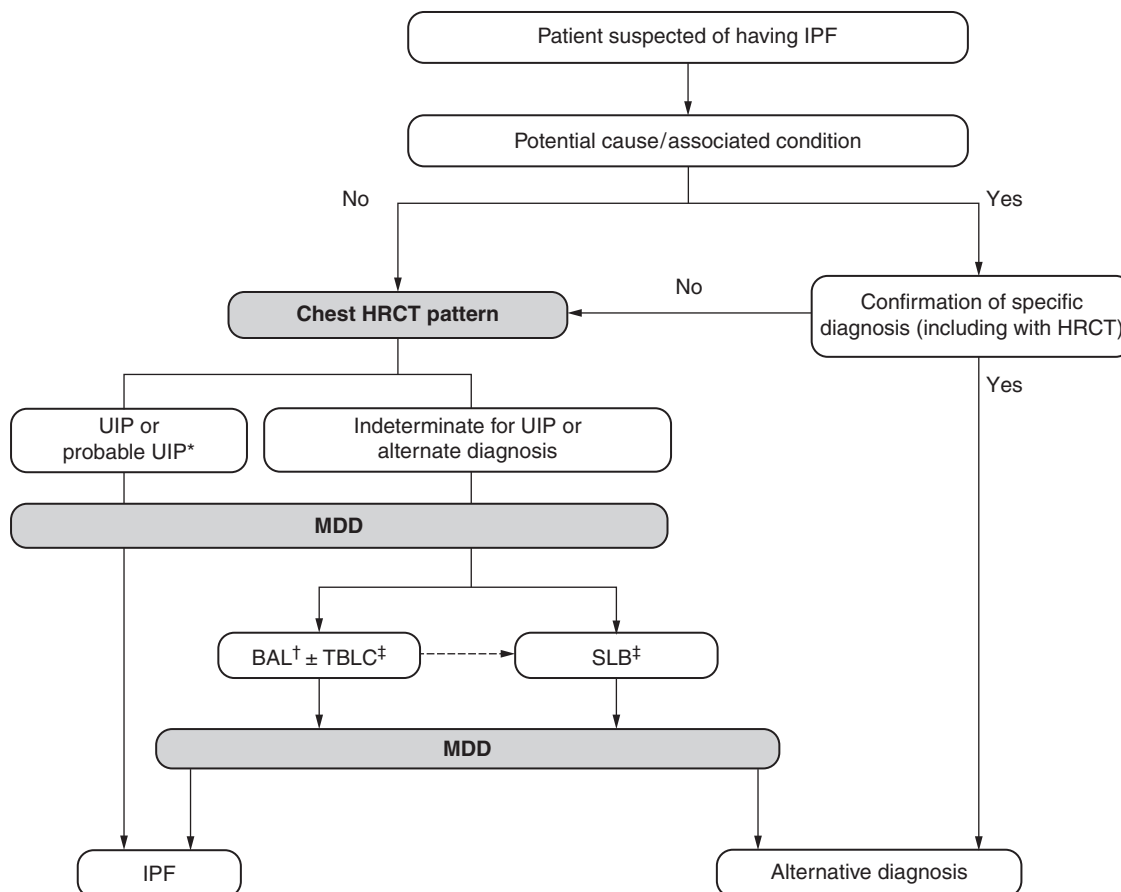 Patient suspected of having IPF
Potential cause/associated condition
No
Yes
No
Chest HRCT pattern
Confirmation of specific
diagnosis (including with HRCT)
Yes
UIP or
probable UIP*
Indeterminate for UIP or
alternate diagnosis
MDD
BAL† ± TBLC‡
SLB‡
MDD
IPF
Alternative diagnosis